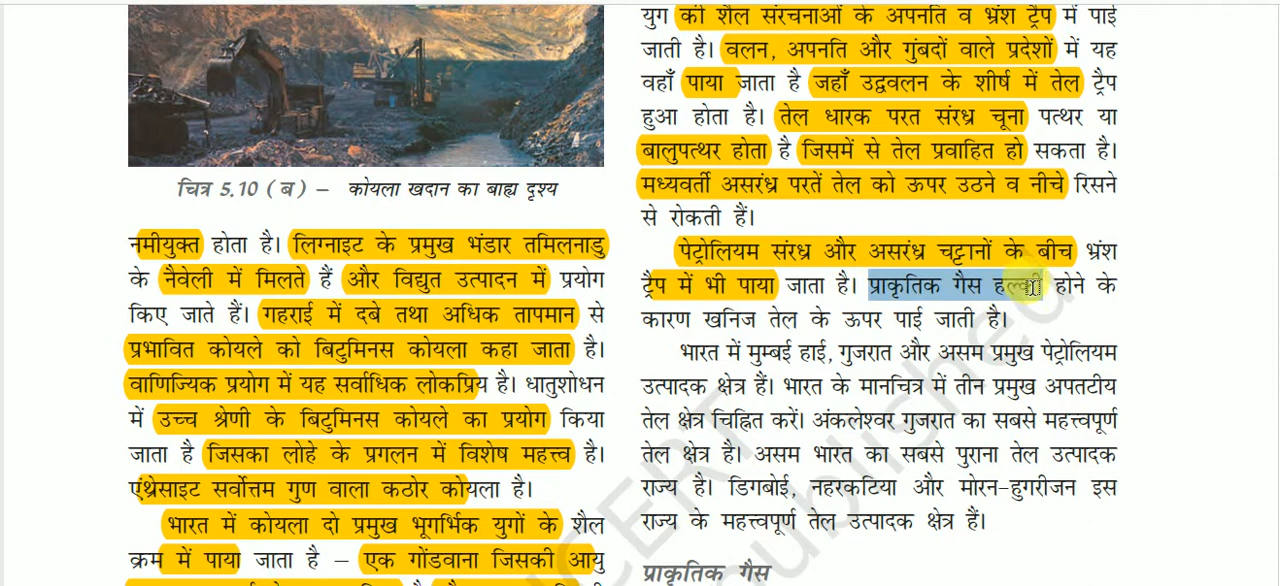 चित्र 5.10 ( ब ) – कोयला खदान का बाह्य दृश्य
नमीयुक्त होता है। लिग्नाइट के प्रमुख भंडार तमिलनाडु
के नैवेली में मिलते हैं और विद्युत उत्पादन में प्रयोग
किए जाते हैं। गहराई में दबे तथा अधिक तापमान से
प्रभावित कोयले को बिटुमिनस कोयला कहा जाता है।
वाणिज्यिक प्रयोग में यह सर्वाधिक लोकप्रिय है। धातुशोधन
में उच्च श्रेणी के बिटुमिनस कोयले का प्रयोग किया
जाता है जिसका लोहे के प्रगलन में विशेष महत्त्व है।
एंथ्रेसाइट सर्वोत्तम गुण वाला कठोर कोयला है।
भारत में कोयला दो प्रमुख भूगर्भिक युगों के शैल
क्रम में पाया जाता है – एक गोंडवाना जिसकी आयु
युग की शैल संरचनाओं के अपनति व भ्रंश ट्रैप में पाई
जाती है। वलन, अपनति और गुंबदों वाले प्रदेशों में यह
वहाँ पाया जाता है जहाँ उद्ववलन के शीर्ष में तेल ट्रैप
हुआ होता है। तेल धारक परत संरध्र चूना पत्थर या
बालुपत्थर होता है जिसमें से तेल प्रवाहित हो सकता है।
मध्यवर्ती असरंध्र परतें तेल को ऊपर उठने व नीचे रिसने
से रोकती हैं।
पेट्रोलियम संरध्र और असरंध्र चट्टानों के बीच भ्रंश
ट्रैप में भी पाया जाता है। प्राकृतिक गैस हल्की होने के
कारण खनिज तेल के ऊपर पाई जाती है।
भारत में मुम्बई हाई, गुजरात और असम प्रमुख पेट्रोलियम
उत्पादक क्षेत्र हैं। भारत के मानचित्र में तीन प्रमुख अपतटीय
तेल क्षेत्र चिह्नित करें। अंकलेश्वर गुजरात का सबसे महत्त्वपूर्ण
तेल क्षेत्र है। असम भारत का सबसे पुराना तेल उत्पादक
राज्य है। डिगबोई, नहरकटिया और मोरन-हुगरीजन इस
राज्य के महत्त्वपूर्ण तेल उत्पादक क्षेत्र हैं।
प्राकृतिक गैस
NCERT
published